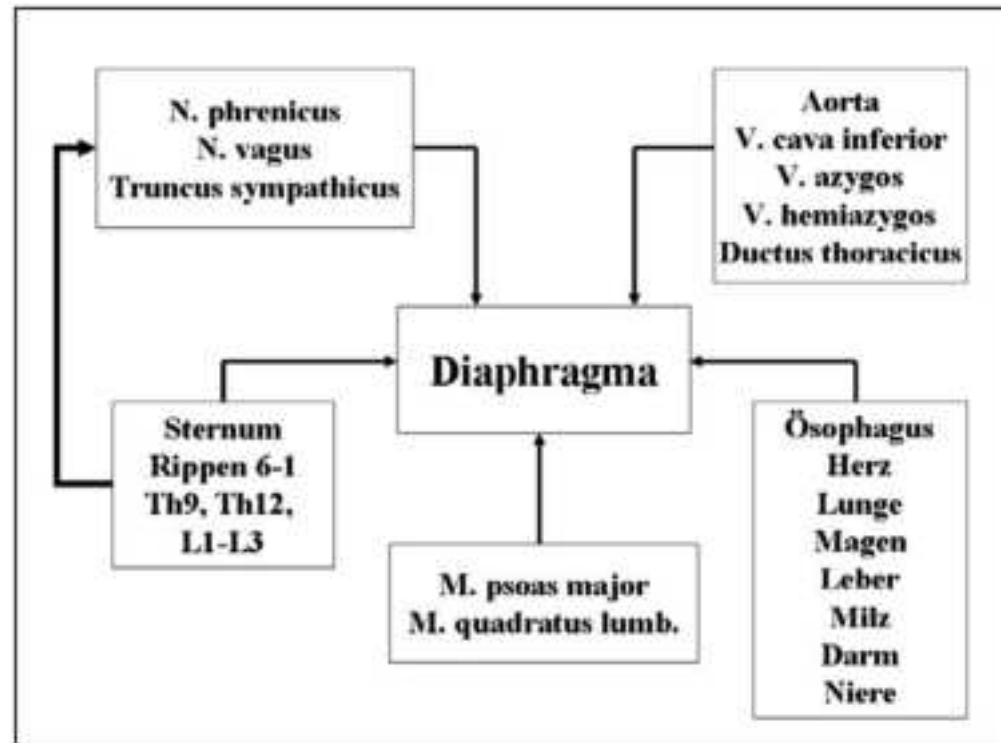 N. phrenicus
N. vagus
Truncus sympathicus
Aorta
V. cava inferior
V. azygos
V. hemiazygos
Ductus thoracicus
Diaphragma
Sternum
Rippen 6-1
Th9, Th12,
L1-L3
M. psoas major
M. quadratus lumb.
Ösophagus
Herz
Lunge
Magen
Leber
Milz
Darm
Niere